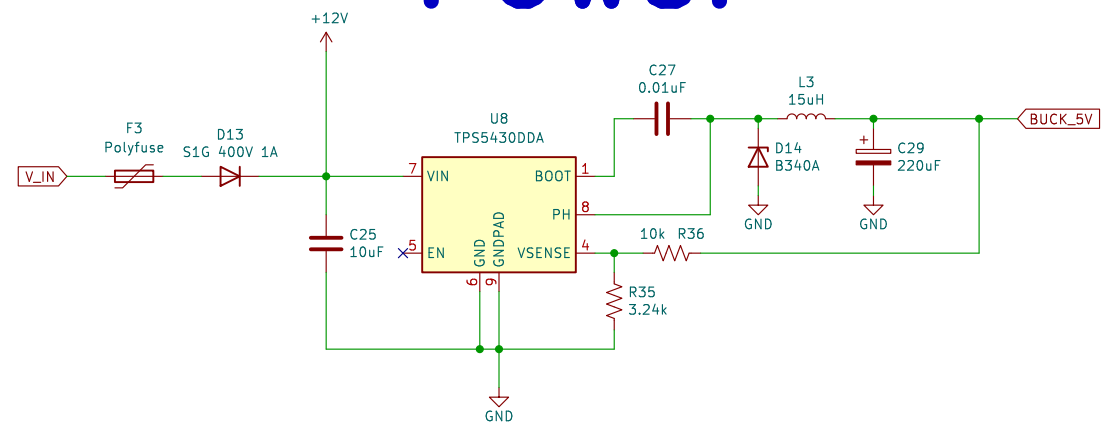 Power
+12V
C27
0.01uF
L3
15uH
BUCK_5V
U8
TPS5430DDA
F3
Polyfuse
D13
S1G 400V 1A
V_IN
7
VIN
BOOT
1
D14
B340A
+
C29
220uF
PH
8
GND
GND
C25
10uF
5
EN
GND
GNDPAD
VSENSE
4
10k R36
6
9
R35
3.24k
GND